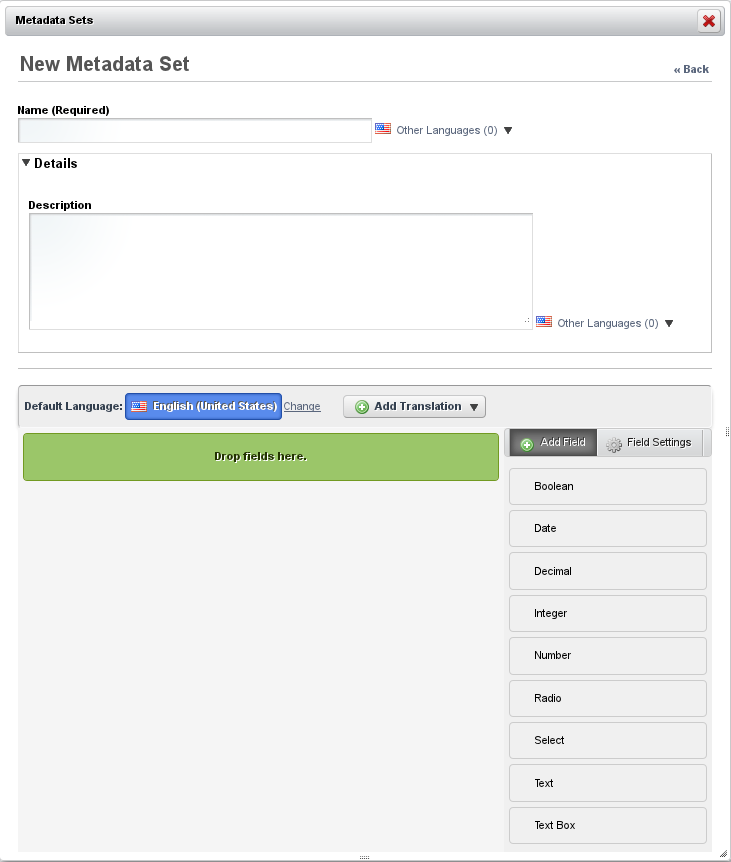 Metadata Sets
New Metadata Set
« Back
Name (Required)
Other Languages (0)
Details
Description
Other Languages (0)
Default Language: English (United States) Change Add Translation
Drop fields here.
Add Field Field Settings
Boolean
Date
Decimal
Integer
Number
Radio
Select
Text
Text Box